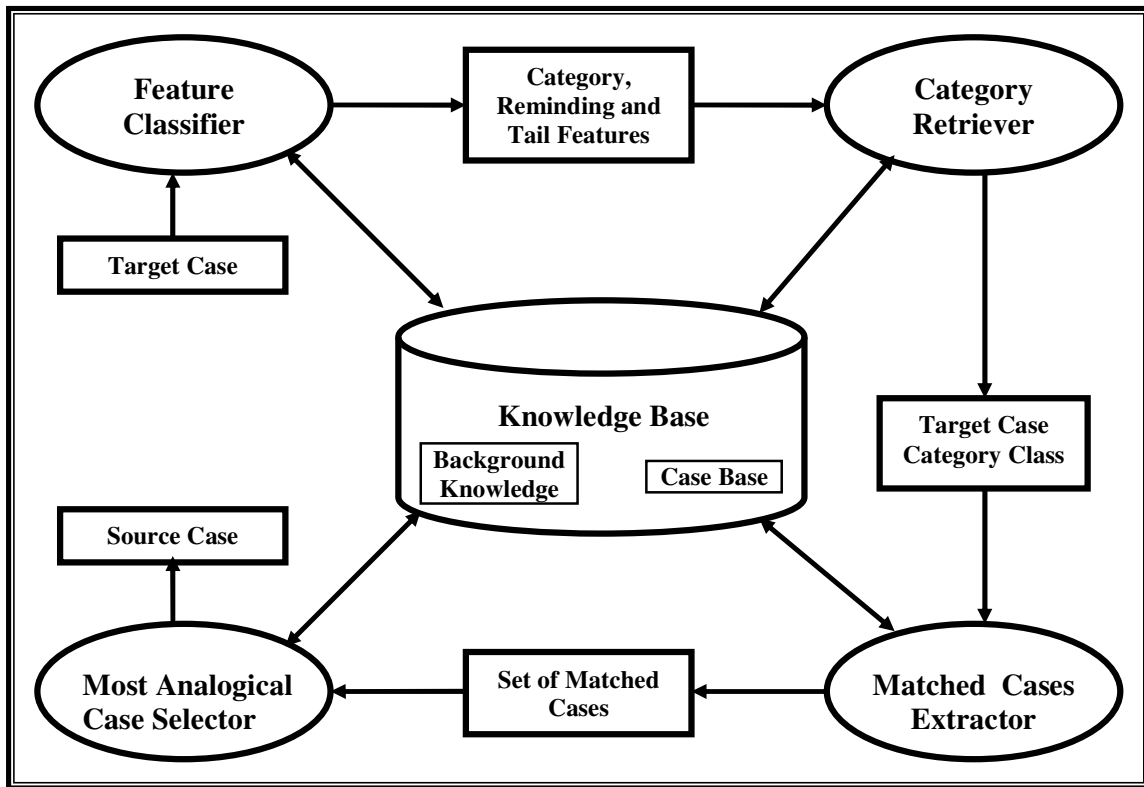 Feature
Classifier
Category,
Reminding and
Tail Features
Category
Retriever
Target Case
Knowledge Base
Background
Knowledge
Case Base
Target Case
Category Class
Source Case
Most Analogical
Case Selector
Set of Matched
Cases
Matched Cases
Extractor